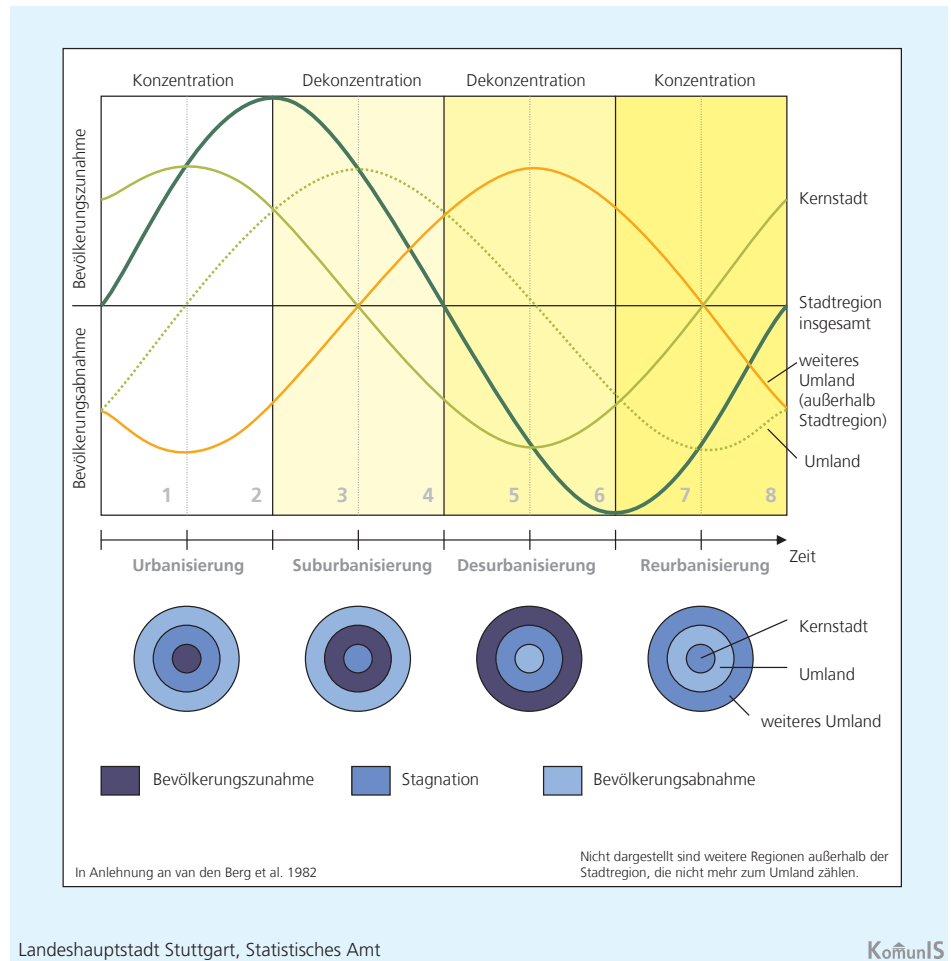 Konzentration Dekonzentration Dekonzentration Konzentration
Bevölkerungszunahme
Bevölkerungsabnahme
Kernstadt
Stadtregion
insgesamt
weiteres
Umland
(außerhalb
Stadtregion)
Umland
1 2 3 4 5 6 7 8
Zeit
Urbanisierung Suburbanisierung Desurbanisierung Reurbanisierung
Kernstadt
Umland
weiteres Umland
Bevölkerungszunahme Stagnation Bevölkerungsabnahme
In Anlehnung an van den Berg et al. 1982
Nicht dargestellt sind weitere Regionen außerhalb der
Stadtregion, die nicht mehr zum Umland zählen.
Landeshauptstadt Stuttgart, Statistisches Amt
KomunIS